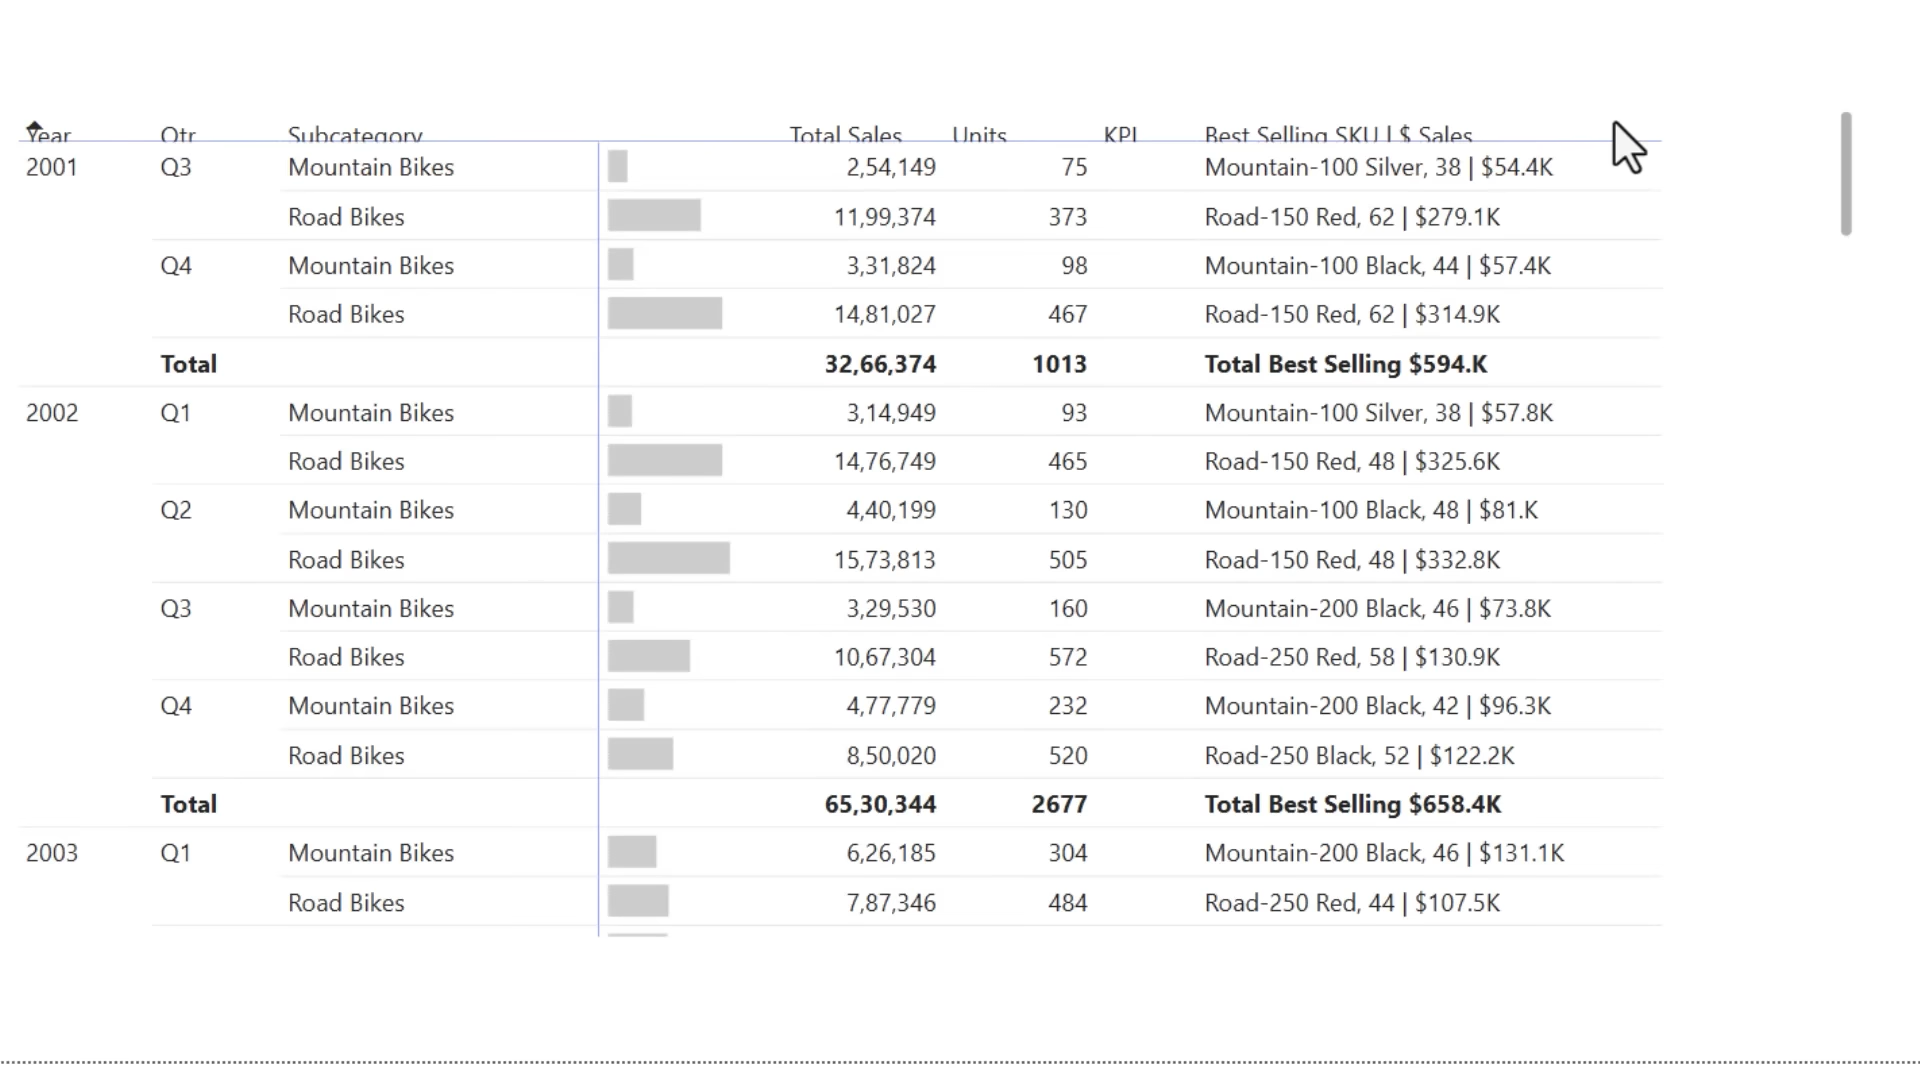 Year Qtr Subcategory Total Sales Units KPI Best Selling SKU | $ Sales
2001 Q3 Mountain Bikes 2,54,149 75 Mountain-100 Silver, 38 | $54.4K
Road Bikes 11,99,374 373 Road-150 Red, 62 | $279.1K
Q4 Mountain Bikes 3,31,824 98 Mountain-100 Black, 44 | $57.4K
Road Bikes 14,81,027 467 Road-150 Red, 62 | $314.9K
Total 32,66,374 1013 Total Best Selling $594.K
2002 Q1 Mountain Bikes 3,14,949 93 Mountain-100 Silver, 38 | $57.8K
Road Bikes 14,76,749 465 Road-150 Red, 48 | $325.6K
Q2 Mountain Bikes 4,40,199 130 Mountain-100 Black, 48 | $81.K
Road Bikes 15,73,813 505 Road-150 Red, 48 | $332.8K
Q3 Mountain Bikes 3,29,530 160 Mountain-200 Black, 46 | $73.8K
Road Bikes 10,67,304 572 Road-250 Red, 58 | $130.9K
Q4 Mountain Bikes 4,77,779 232 Mountain-200 Black, 42 | $96.3K
Road Bikes 8,50,020 520 Road-250 Black, 52 | $122.2K
Total 65,30,344 2677 Total Best Selling $658.4K
2003 Q1 Mountain Bikes 6,26,185 304 Mountain-200 Black, 46 | $131.1K
Road Bikes 7,87,346 484 Road-250 Red, 44 | $107.5K